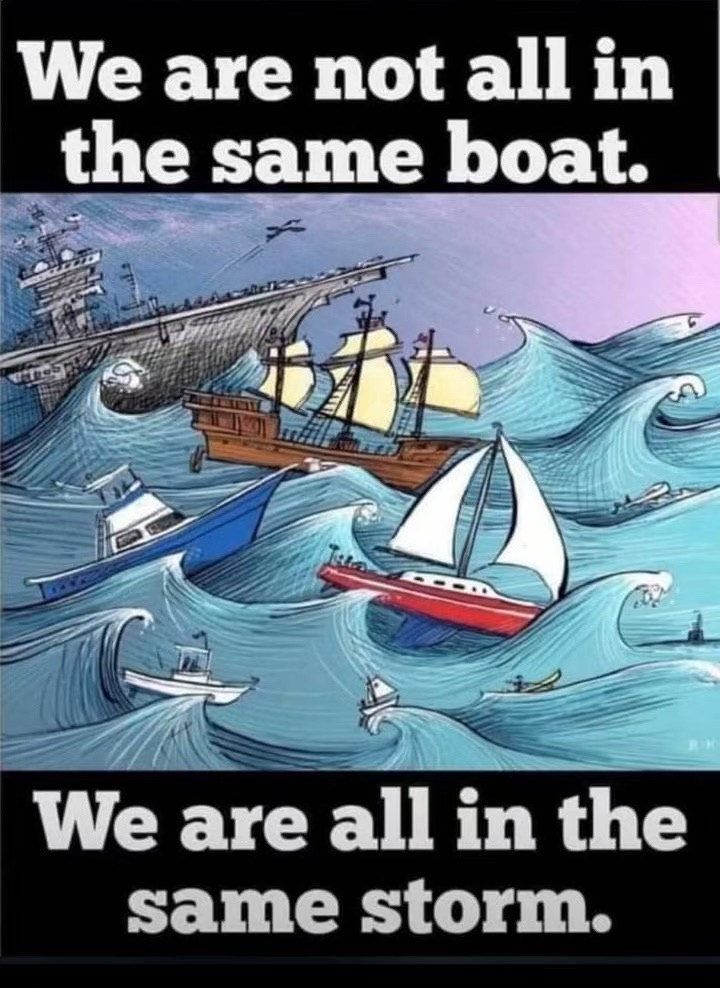 We are not all in
the same boat.
We are all in the
same storm.